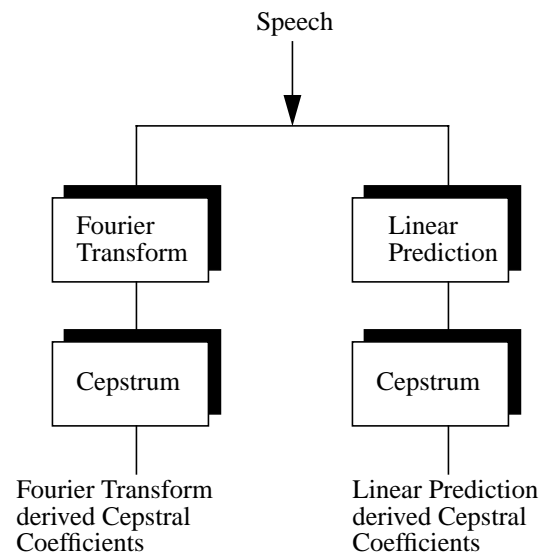 Speech
Fourier
Transform
Linear
Prediction
Cepstrum
Cepstrum
Fourier Transform
derived Cepstral
Coefficients
Linear Prediction
derived Cepstral
Coefficients